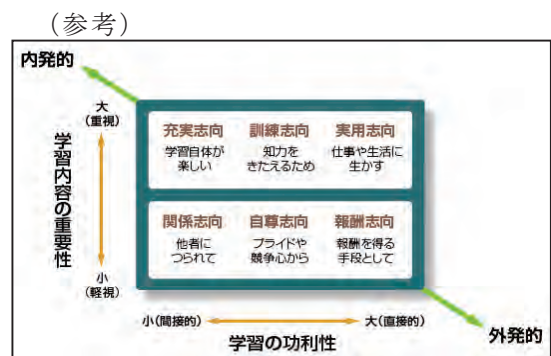 （参考）
内発的
大
（重視）
学習内容の重要性
小
（軽視）
充実志向 訓練志向 実用志向
学習自体が 知力を 仕事や生活に
楽しい きたえるため 生かす
関係志向 自尊志向 報酬志向
他者に プライドや 報酬を得る
つられて 競争心から 手段として
小（間接的） 大（直接的）
学習の功利性
外発的